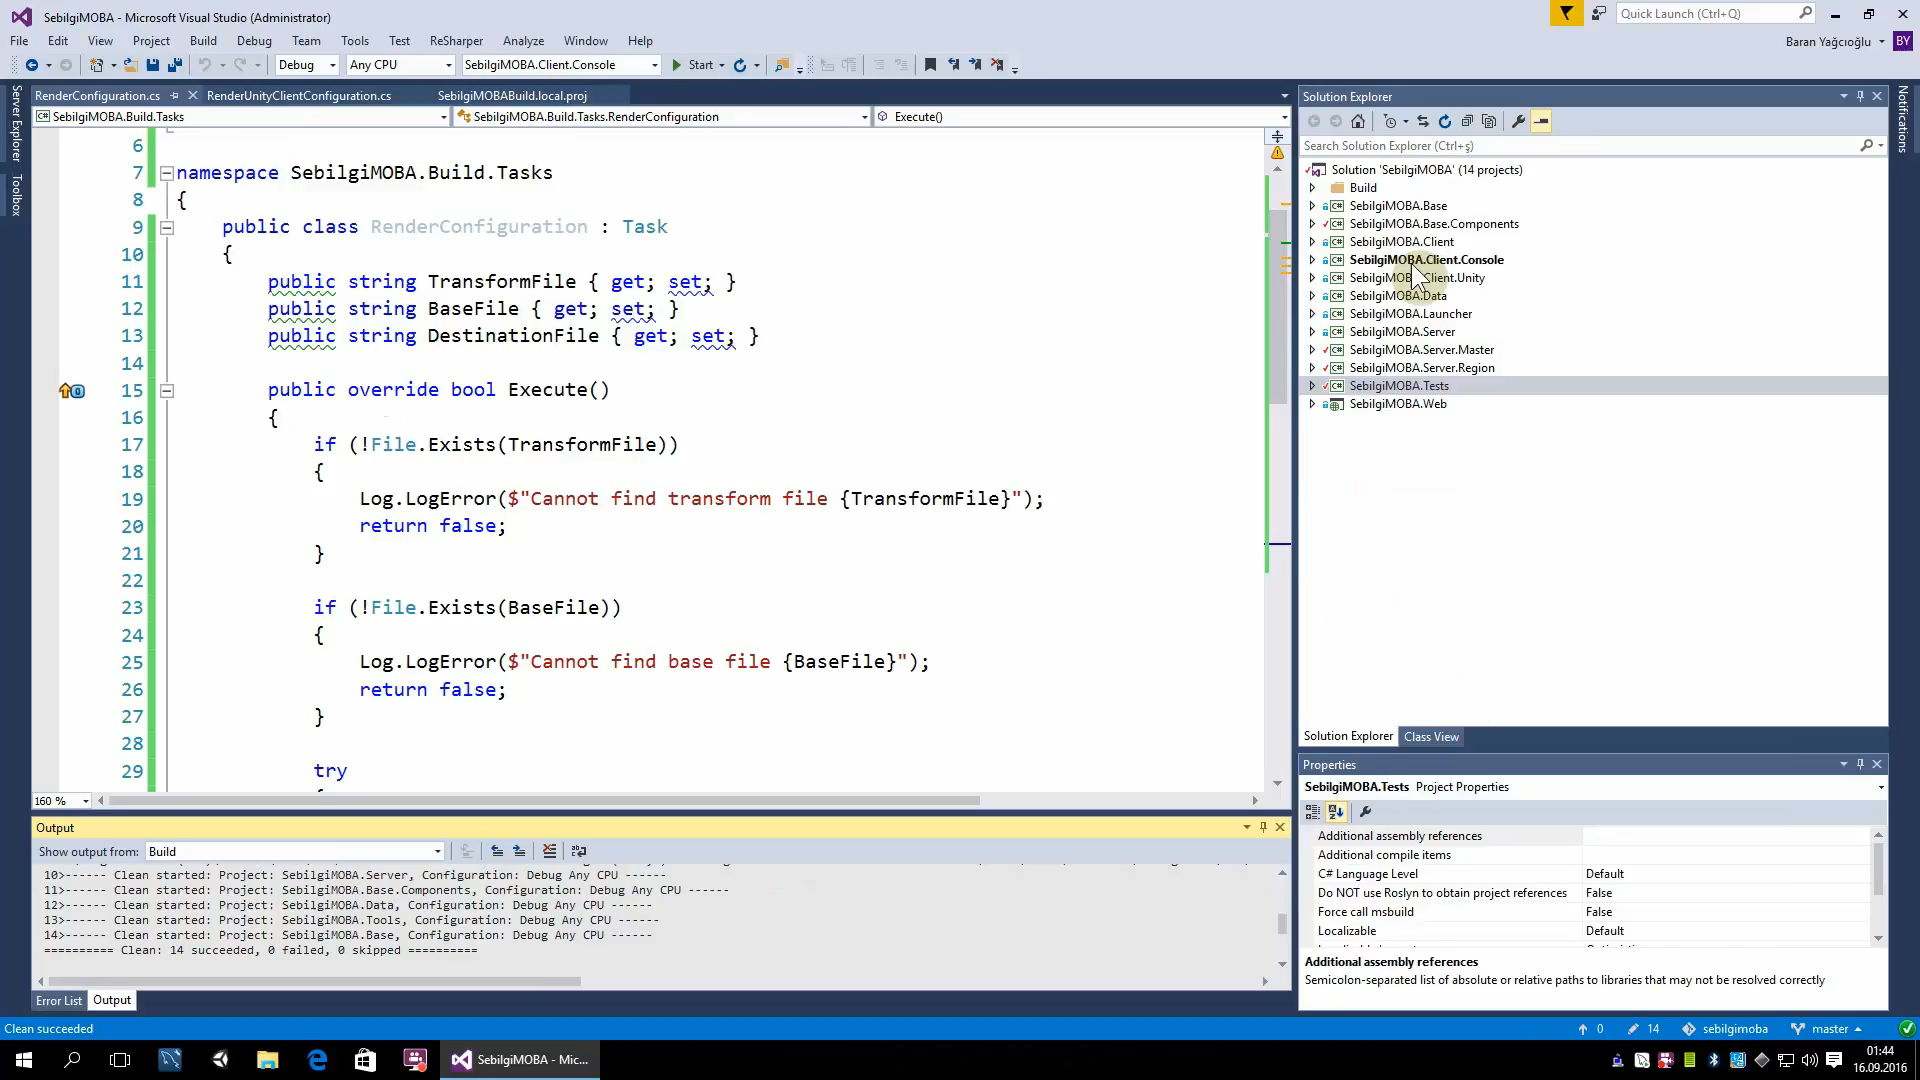 SebilgiMOBA - Microsoft Visual Studio (Administrator)
Quick Launch (Ctrl+Q)
File Edit View Project Build Debug Team Tools Test ReSharper Analyze Window Help
Baran Yağcıoğlu BY
Debug Any CPU SebilgiMOBA.Client.Console Start
Server Explorer
Toolbox
Notifications
RenderConfiguration.cs RenderUnityClientConfiguration.cs SebilgiMOBABuild.local.proj
SebilgiMOBA.Build.Tasks SebilgiMOBA.Build.Tasks.RenderConfiguration Execute()
6
7 namespace SebilgiMOBA.Build.Tasks
8 {
9 public class RenderConfiguration : Task
10 {
11 public string TransformFile { get; set; }
12 public string BaseFile { get; set; }
13 public string DestinationFile { get; set; }
14
15 public override bool Execute()
16 {
17 if (!File.Exists(TransformFile))
18 {
19 Log.LogError($"Cannot find transform file {TransformFile}");
20 return false;
21 }
22
23 if (!File.Exists(BaseFile))
24 {
25 Log.LogError($"Cannot find base file {BaseFile}");
26 return false;
27 }
28
29 try
160 %
Output
Show output from: Build
10>------ Clean started: Project: SebilgiMOBA.Server, Configuration: Debug Any CPU ------
11>------ Clean started: Project: SebilgiMOBA.Base.Components, Configuration: Debug Any CPU ------
12>------ Clean started: Project: SebilgiMOBA.Data, Configuration: Debug Any CPU ------
13>------ Clean started: Project: SebilgiMOBA.Tools, Configuration: Debug Any CPU ------
14>------ Clean started: Project: SebilgiMOBA.Base, Configuration: Debug Any CPU ------
========== Clean: 14 succeeded, 0 failed, 0 skipped ==========
Error List Output
Solution Explorer
Search Solution Explorer (Ctrl+ş)
Solution 'SebilgiMOBA' (14 projects)
Build
SebilgiMOBA.Base
SebilgiMOBA.Base.Components
SebilgiMOBA.Client
SebilgiMOBA.Client.Console
SebilgiMOBA.Client.Unity
SebilgiMOBA.Data
SebilgiMOBA.Launcher
SebilgiMOBA.Server
SebilgiMOBA.Server.Master
SebilgiMOBA.Server.Region
SebilgiMOBA.Tests
SebilgiMOBA.Web
Solution Explorer Class View
Properties
SebilgiMOBA.Tests Project Properties
Additional assembly references
Additional compile items
C# Language Level Default
Do NOT use Roslyn to obtain project references False
Force call msbuild False
Localizable Default
Additional assembly references
Semicolon-separated list of absolute or relative paths to libraries that may not be resolved correctly
Clean succeeded
0 14 sebilgimoba master
SebilgiMOBA - Mic...
01:44
16.09.2016